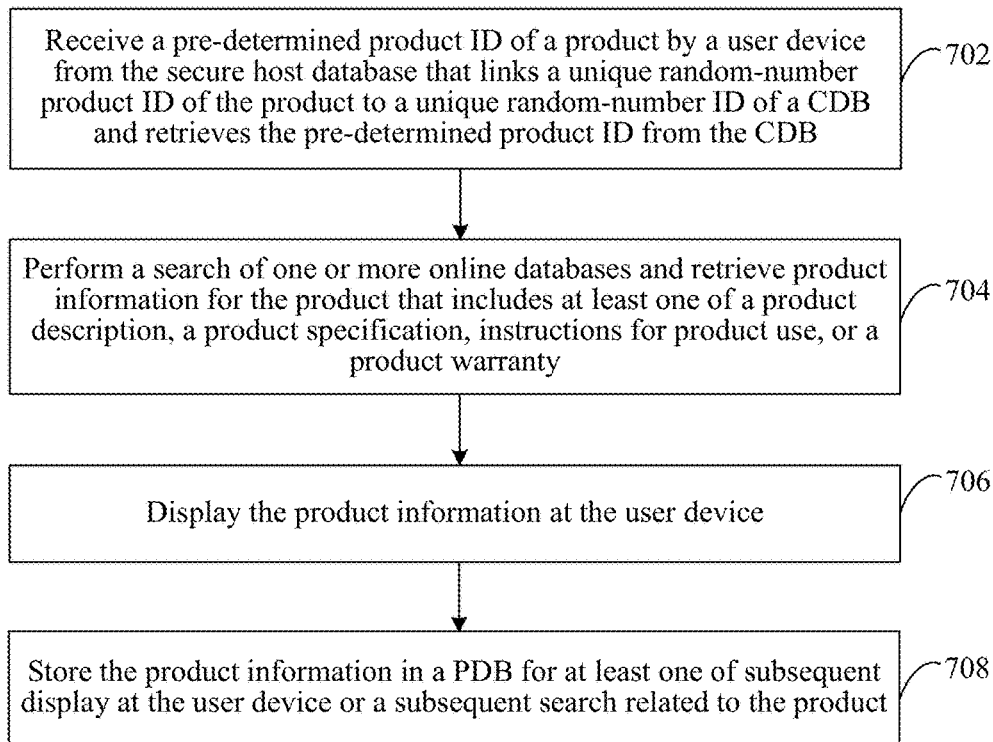 Receive a pre-determined product ID of a product by a user device
from the secure host database that links a unique random-number
product ID of the product to a unique random-number ID of a CDB
and retrieves the pre-determined product ID from the CDB
702
Perform a search of one or more online databases and retrieve product
information for the product that includes at least one of a product
description, a product specification, instructions for product use, or a
product warranty
704
Display the product information at the user device
706
Store the product information in a PDB for at least one of subsequent
display at the user device or a subsequent search related to the product
708